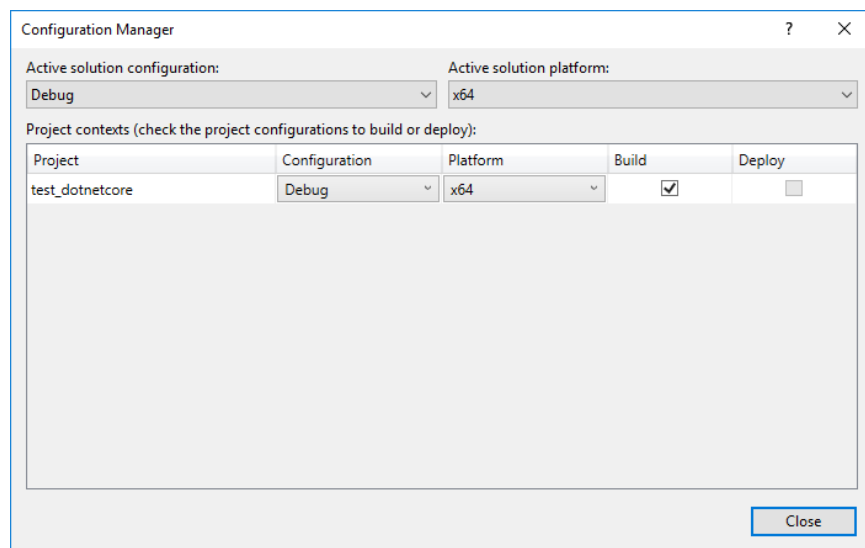 Configuration Manager
?
Active solution configuration: Active solution platform:
Debug x64
Project contexts (check the project configurations to build or deploy):
Project Configuration Platform Build Deploy
test_dotnetcore Debug x64
Close